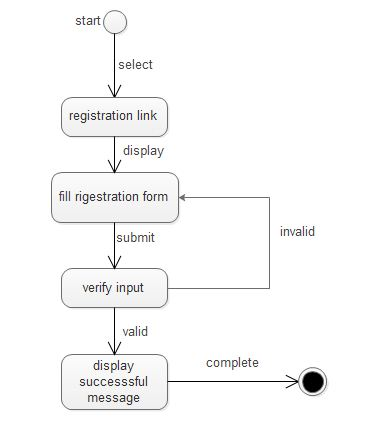 start
select
registration link
display
fill rigestration form
submit
invalid
verify input
valid
display
successsful
message
complete